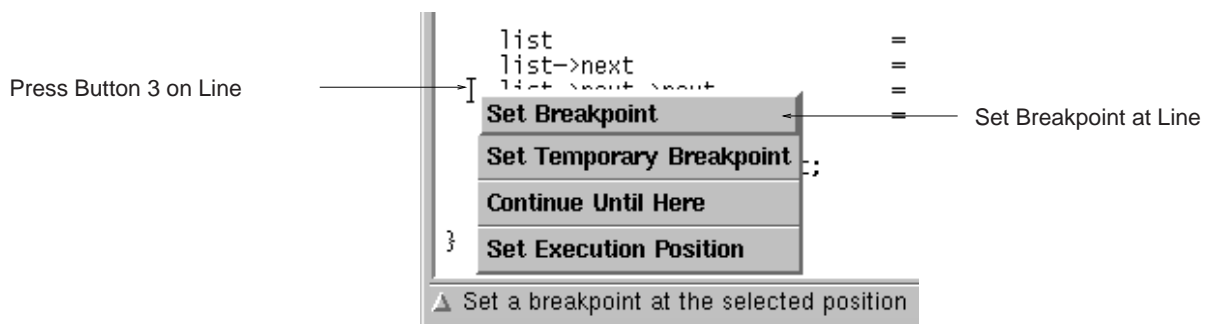 list =
list->next =
Press Button 3 on Line
=
Set Breakpoint
=
Set Breakpoint at Line
Set Temporary Breakpoint
;
Continue Until Here
}
Set Execution Position
Set a breakpoint at the selected position